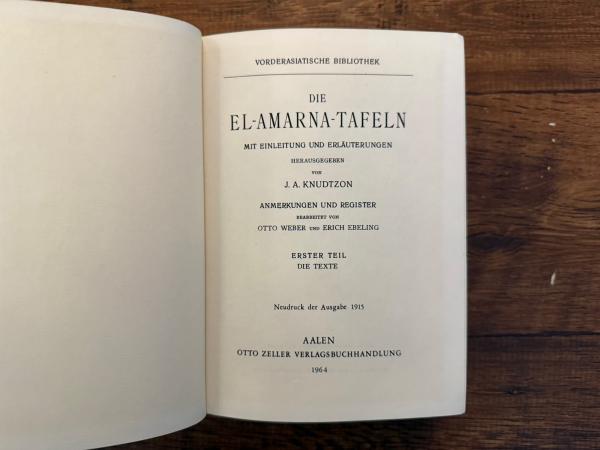 VORDERASIATISCHE BIBLIOTHEK
DIE
EL-AMARNA-TAFELN
MIT EINLEITUNG UND ERLÄUTERUNGEN
HERAUSGEGEBEN
VON
J. A. KNUDTZON
ANMERKUNGEN UND REGISTER
BEARBEITET VON
OTTO WEBER UND ERICH EBELING
ERSTER TEIL
DIE TEXTE
Neudruck der Ausgabe 1915
AALEN
OTTO ZELLER VERLAGSBUCHHANDLUNG
1964